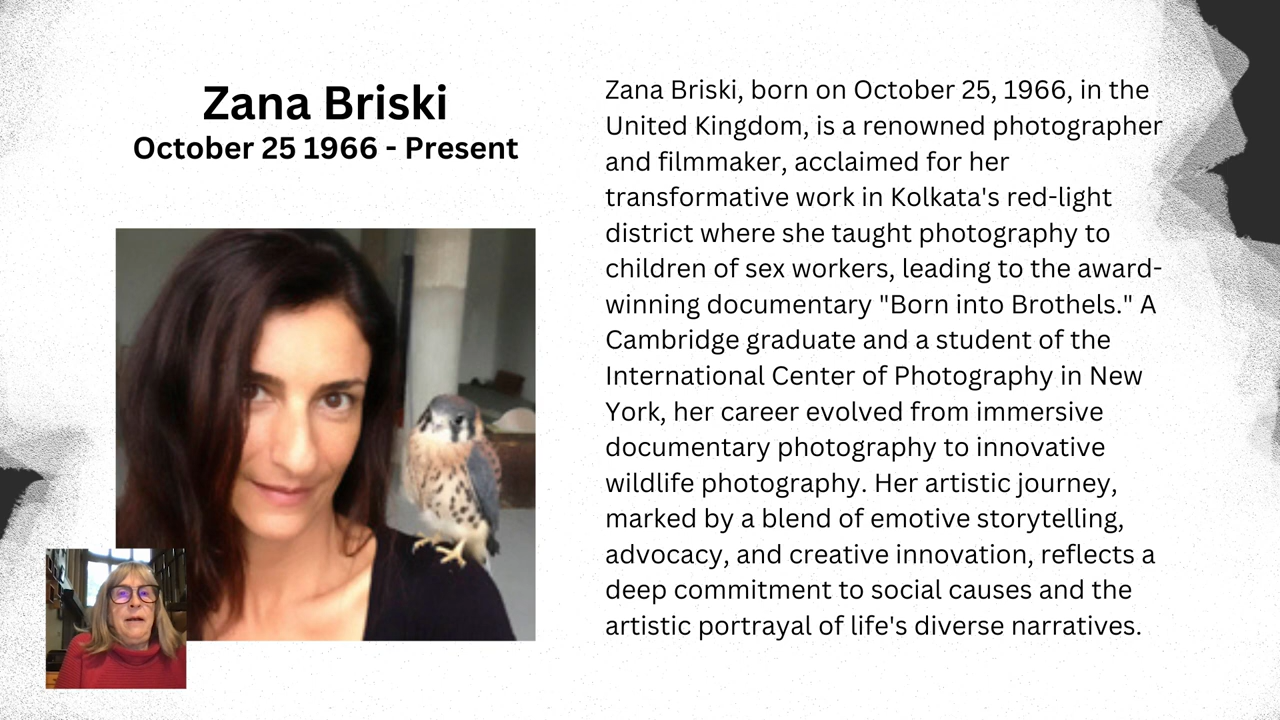 Zana Briski
October 25 1966 - Present
Zana Briski, born on October 25, 1966, in the
United Kingdom, is a renowned photographer
and filmmaker, acclaimed for her
transformative work in Kolkata's red-light
district where she taught photography to
children of sex workers, leading to the award-
winning documentary "Born into Brothels." A
Cambridge graduate and a student of the
International Center of Photography in New
York, her career evolved from immersive
documentary photography to innovative
wildlife photography. Her artistic journey,
marked by a blend of emotive storytelling,
advocacy, and creative innovation, reflects a
deep commitment to social causes and the
artistic portrayal of life's diverse narratives.